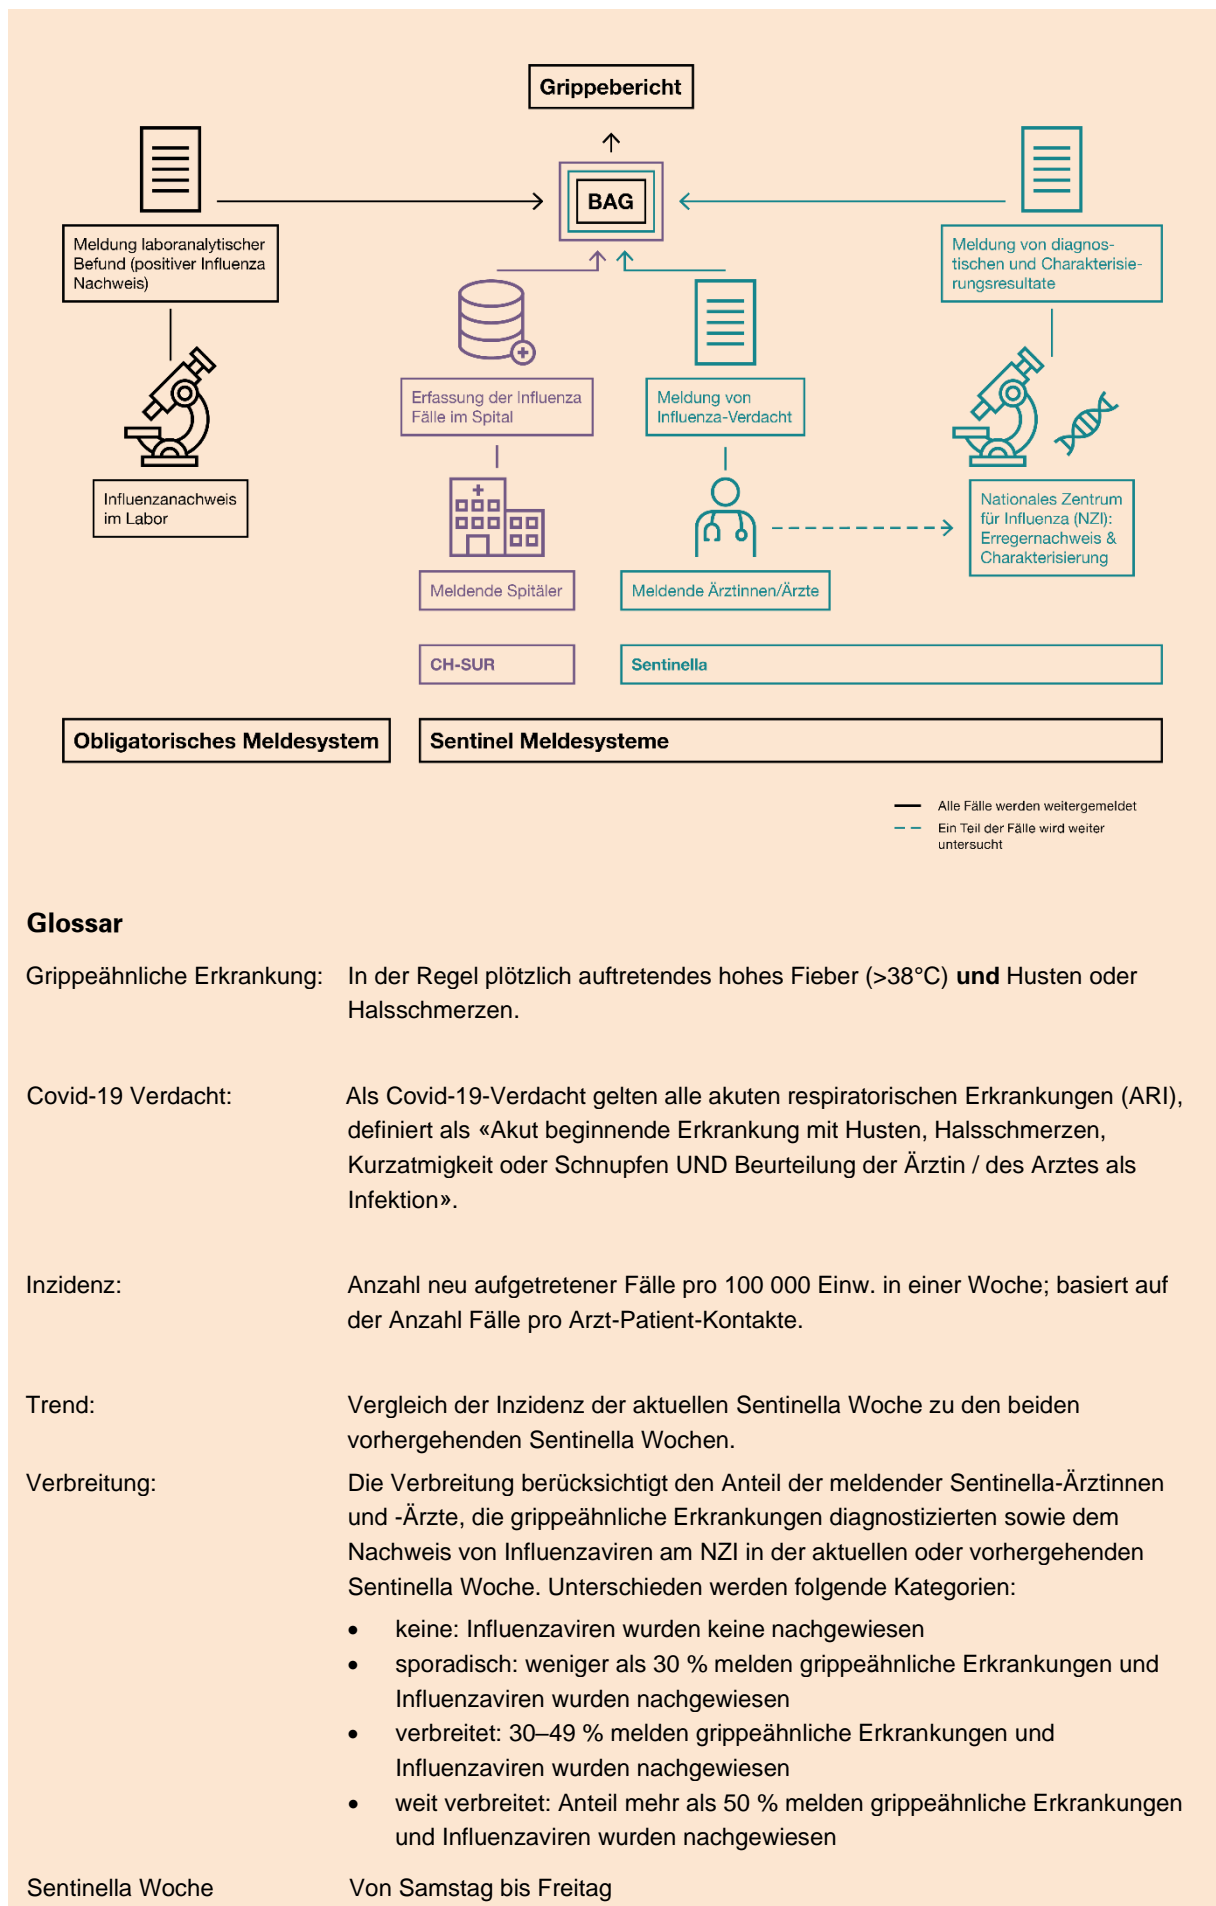 Grippebericht
BAG
Meldung laboranalytischer
Befund (positiver Influenza
Nachweis)
Meldung von diagnos-
tischen und Charakterisie-
rungsresultate
Erfassung der Influenza
Fälle im Spital
Meldung von
Influenza-Verdacht
Influenzanachweis
im Labor
Nationales Zentrum
für Influenza (NZI):
Erregernachweis &
Charakterisierung
Meldende Spitäler
Meldende Ärztinnen/Ärzte
CH-SUR
Sentinella
Obligatorisches Meldesystem
Sentinel Meldesysteme
Alle Fälle werden weitergemeldet
Ein Teil der Fälle wird weiter
untersucht
Glossar
Grippeähnliche Erkrankung: In der Regel plötzlich auftretendes hohes Fieber (>38°C) und Husten oder
Halsschmerzen.
Covid-19 Verdacht: Als Covid-19-Verdacht gelten alle akuten respiratorischen Erkrankungen (ARI),
definiert als «Akut beginnende Erkrankung mit Husten, Halsschmerzen,
Kurzatmigkeit oder Schnupfen UND Beurteilung der Ärztin / des Arztes als
Infektion».
Inzidenz: Anzahl neu aufgetretener Fälle pro 100 000 Einw. in einer Woche; basiert auf
der Anzahl Fälle pro Arzt-Patient-Kontakte.
Trend: Vergleich der Inzidenz der aktuellen Sentinella Woche zu den beiden
vorhergehenden Sentinella Wochen.
Verbreitung: Die Verbreitung berücksichtigt den Anteil der meldender Sentinella-Ärztinnen
und -Ärzte, die grippeähnliche Erkrankungen diagnostizierten sowie dem
Nachweis von Influenzaviren am NZI in der aktuellen oder vorhergehenden
Sentinella Woche. Unterschieden werden folgende Kategorien:
• keine: Influenzaviren wurden keine nachgewiesen
• sporadisch: weniger als 30 % melden grippeähnliche Erkrankungen und
Influenzaviren wurden nachgewiesen
• verbreitet: 30–49 % melden grippeähnliche Erkrankungen und
Influenzaviren wurden nachgewiesen
• weit verbreitet: Anteil mehr als 50 % melden grippeähnliche Erkrankungen
und Influenzaviren wurden nachgewiesen
Sentinella Woche Von Samstag bis Freitag